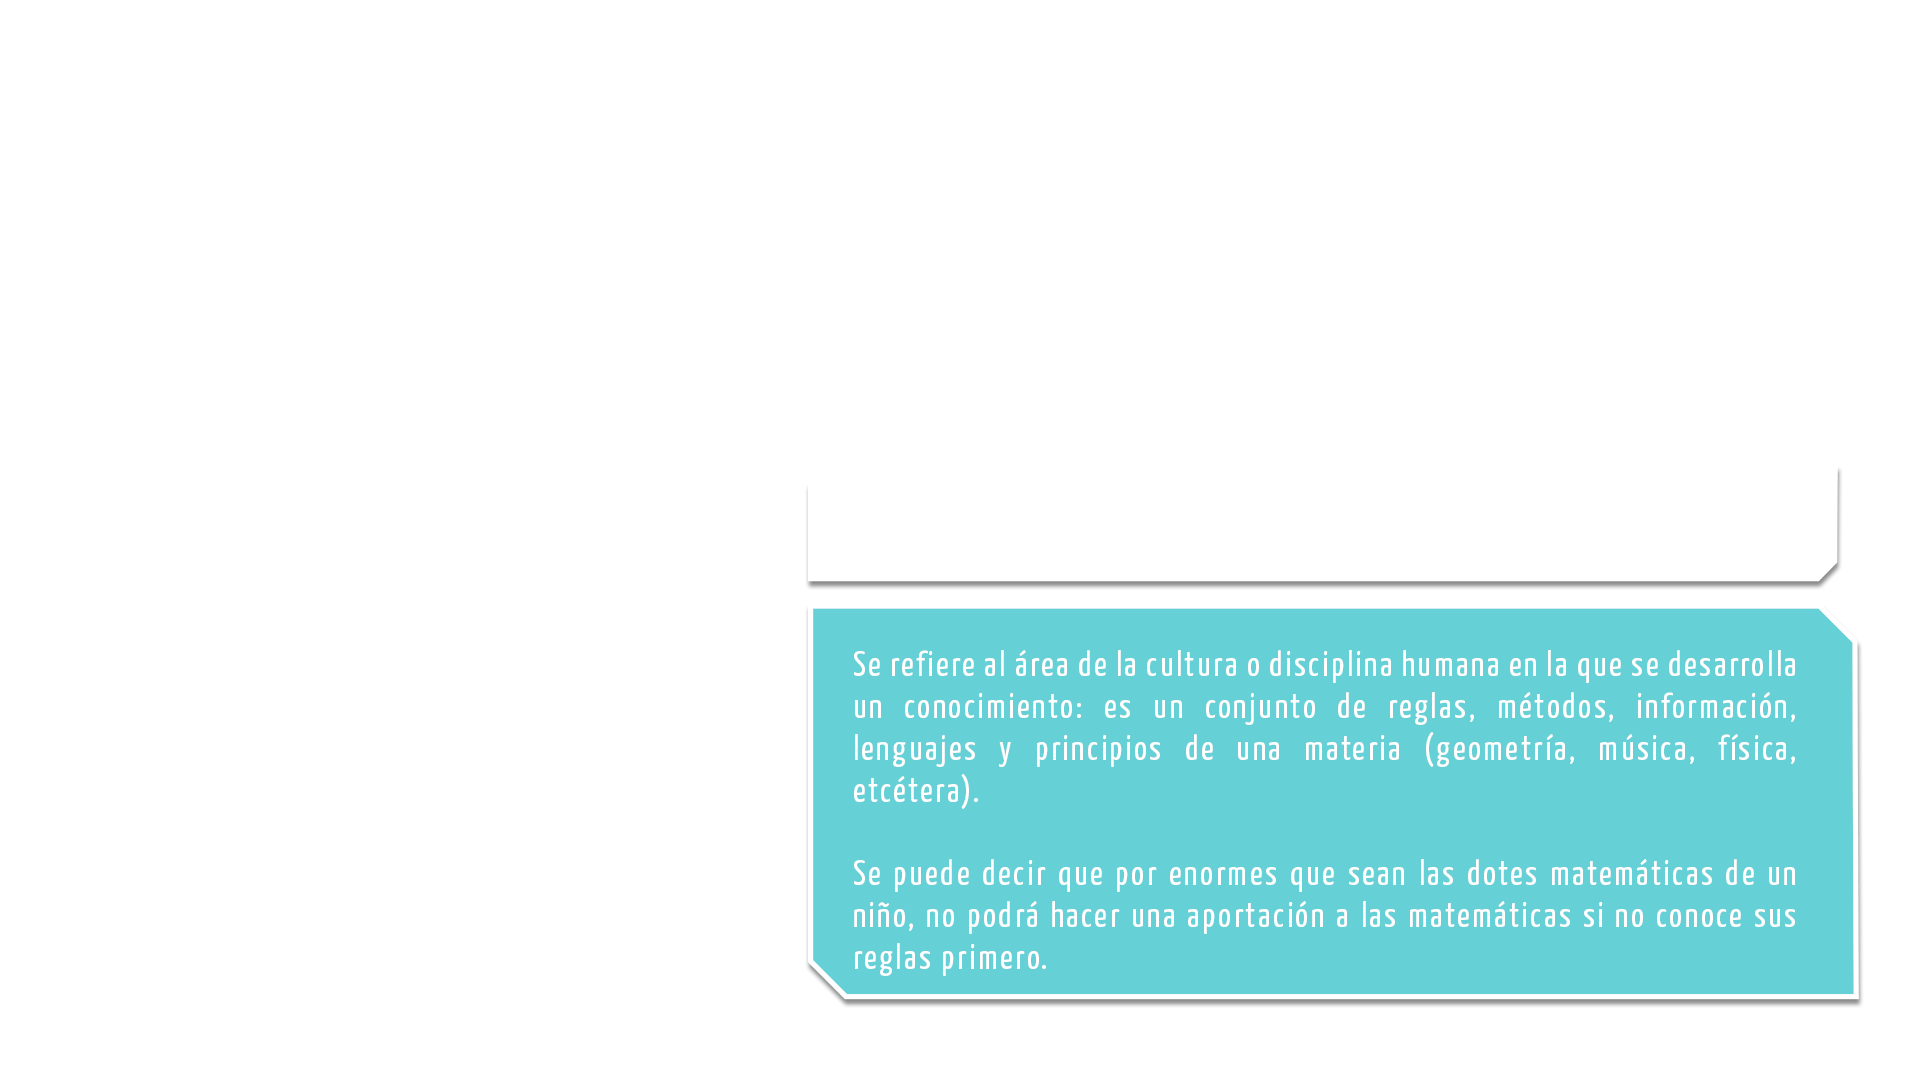 Se refiere al área de la cultura o disciplina humana en la que se desarrolla
un conocimiento: es un conjunto de reglas, métodos, información,
lenguajes y principios de una materia (geometría, música, física,
etcétera).
Se puede decir que por enormes que sean las dotes matemáticas de un
niño, no podrá hacer una aportación a las matemáticas si no conoce sus
reglas primero.